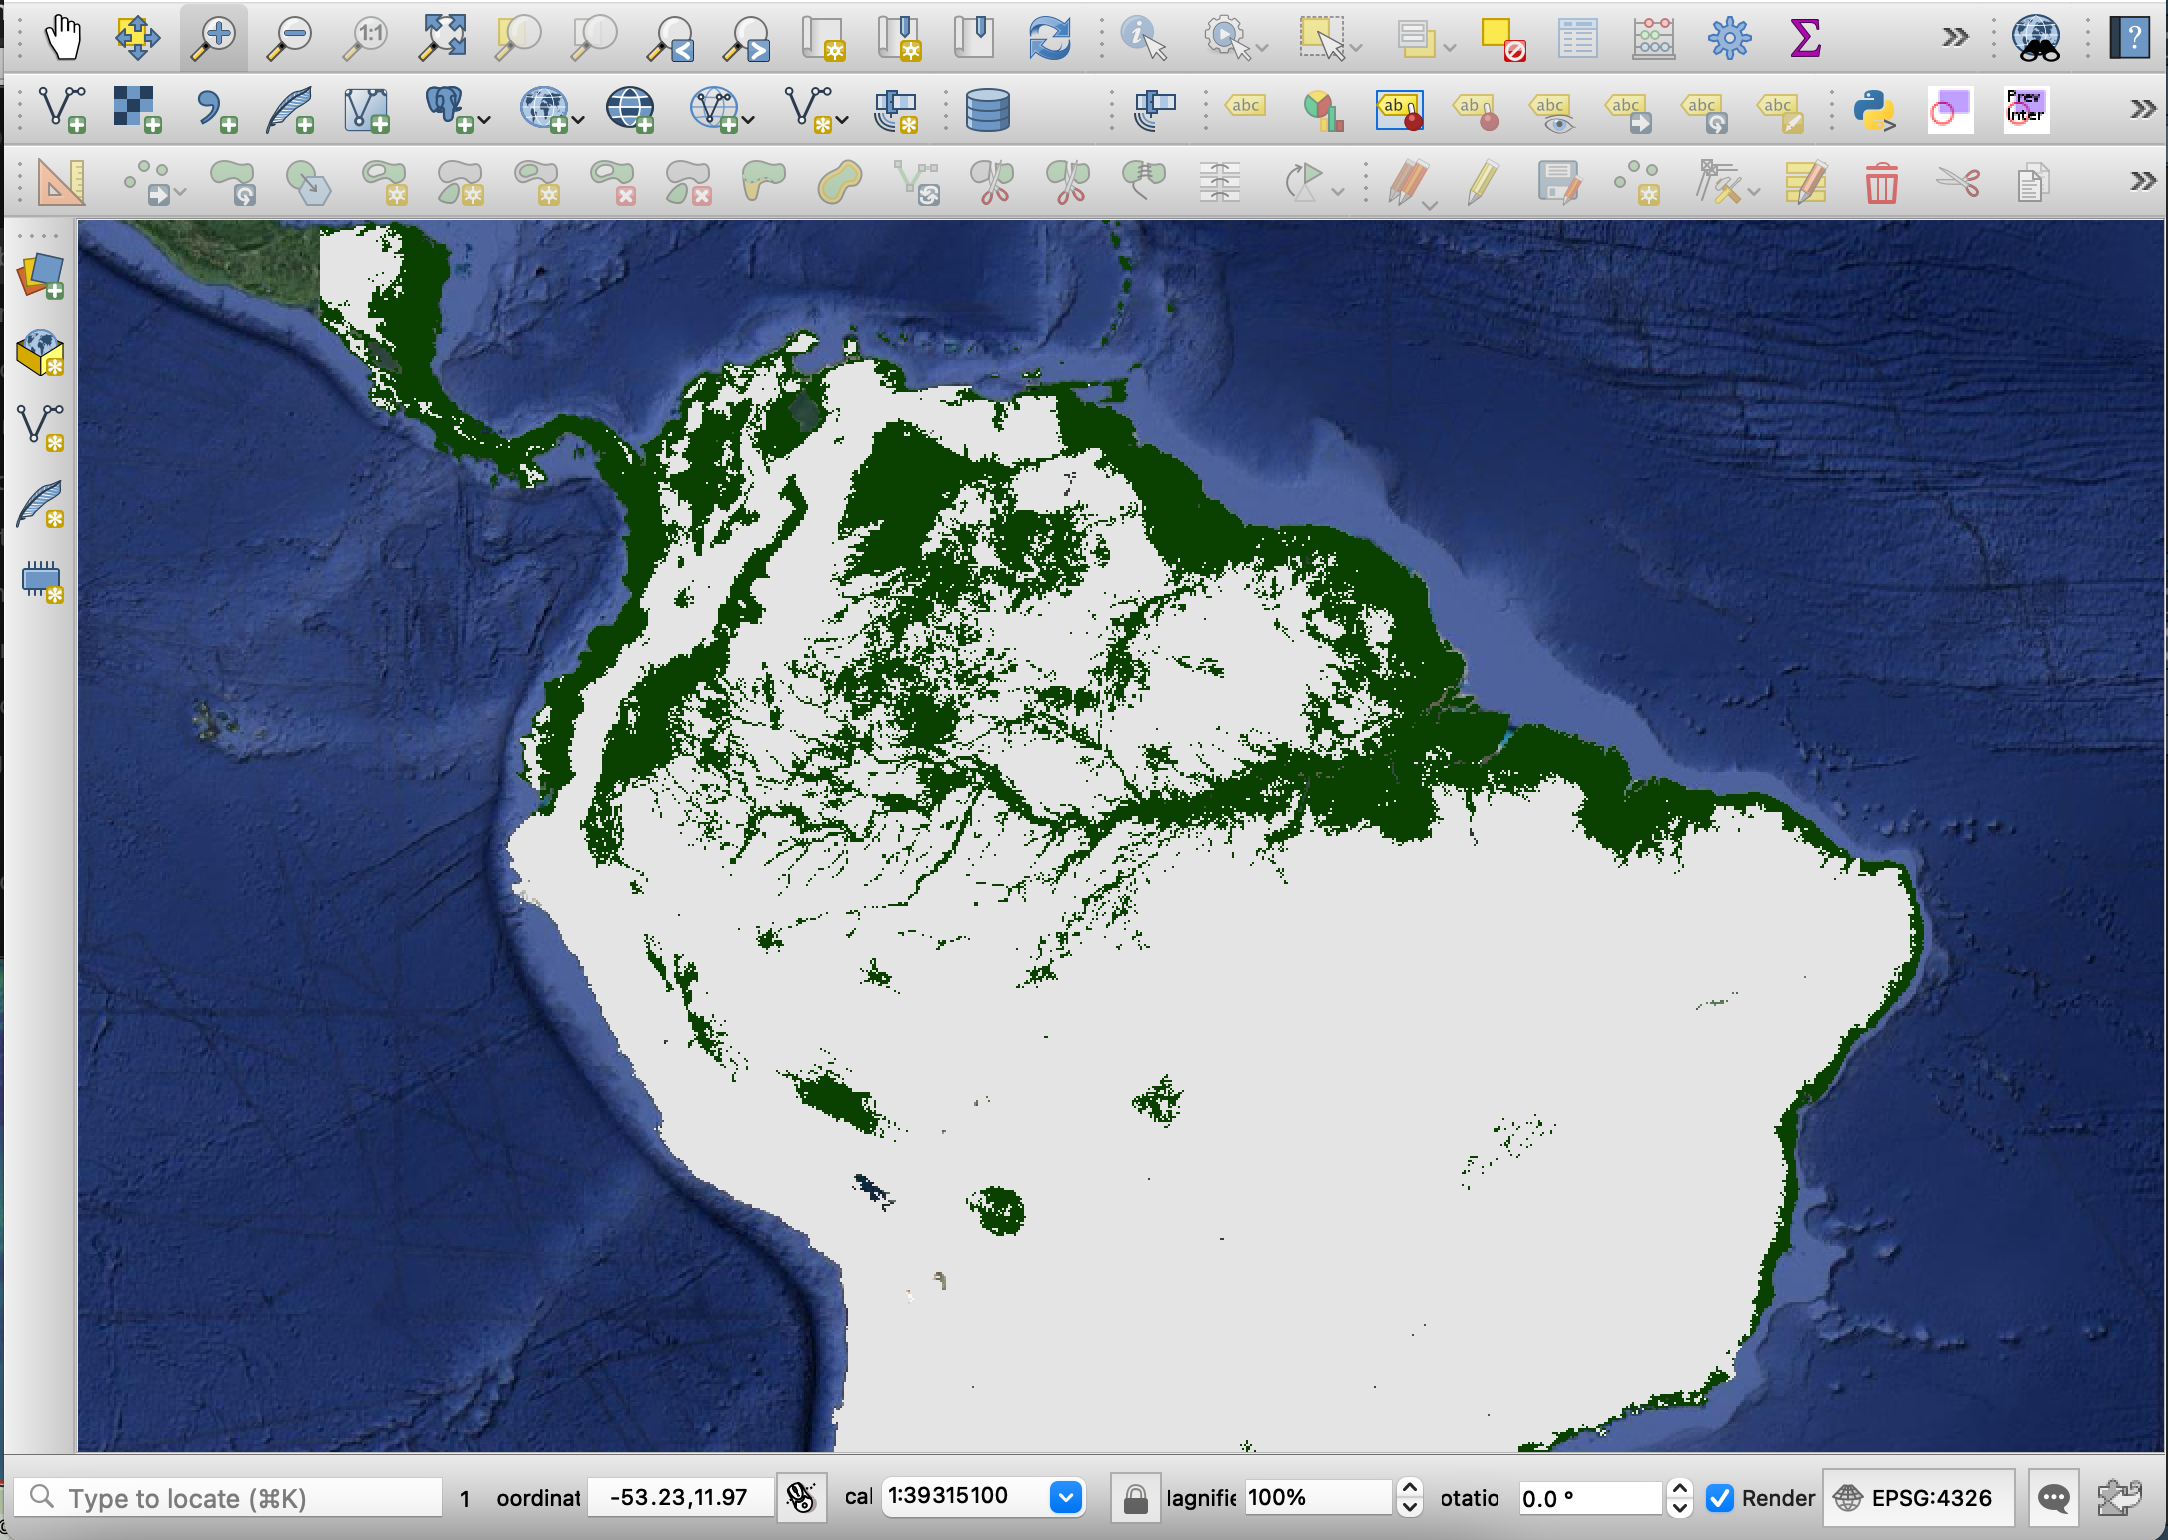 1:1
?
abc
ab
ab
abc
abc
abc
abc
Prev
Inter
Type to locate (⌘K)
1
oordinat
-53.23,11.97
cal
1:39315100
lagnifie
100%
otatio
0.0 °
Render
EPSG:4326